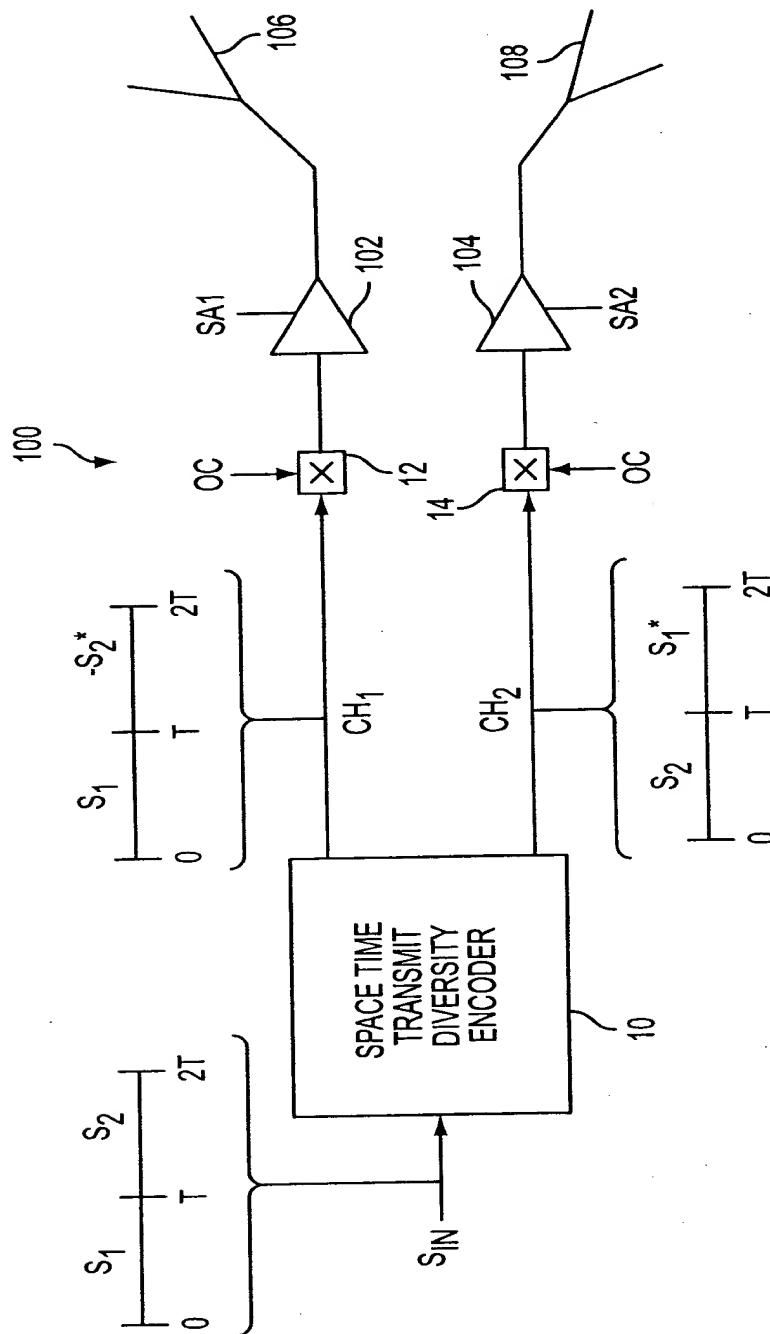 100
S₁ S₂
0 T 2T
S_IN
SPACE TIME
TRANSMIT
DIVERSITY
ENCODER
10
S₁ -S₂*
0 T 2T
CH₁
OC
12
SA1
102
106
CH₂
S₂ S₁*
0 T 2T
14
OC
104
SA2
108